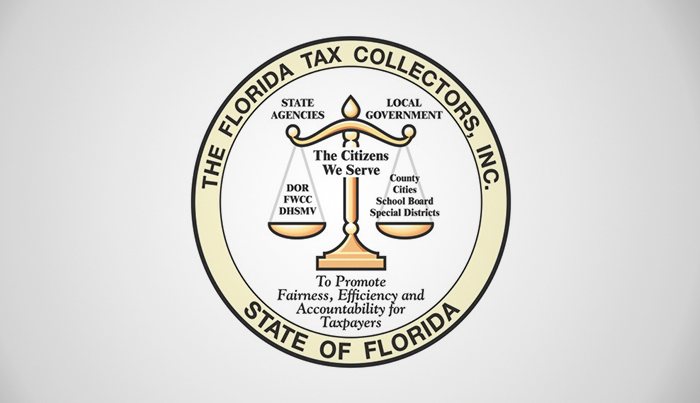 THE FLORIDA TAX COLLECTORS, INC.
STATE
AGENCIES
LOCAL
GOVERNMENT
The Citizens
We Serve
DOR
FWCC
DHSMV
County
Cities
School Board
Special Districts
To Promote
Fairness, Efficiency and
Accountability for
Taxpayers
STATE OF FLORIDA